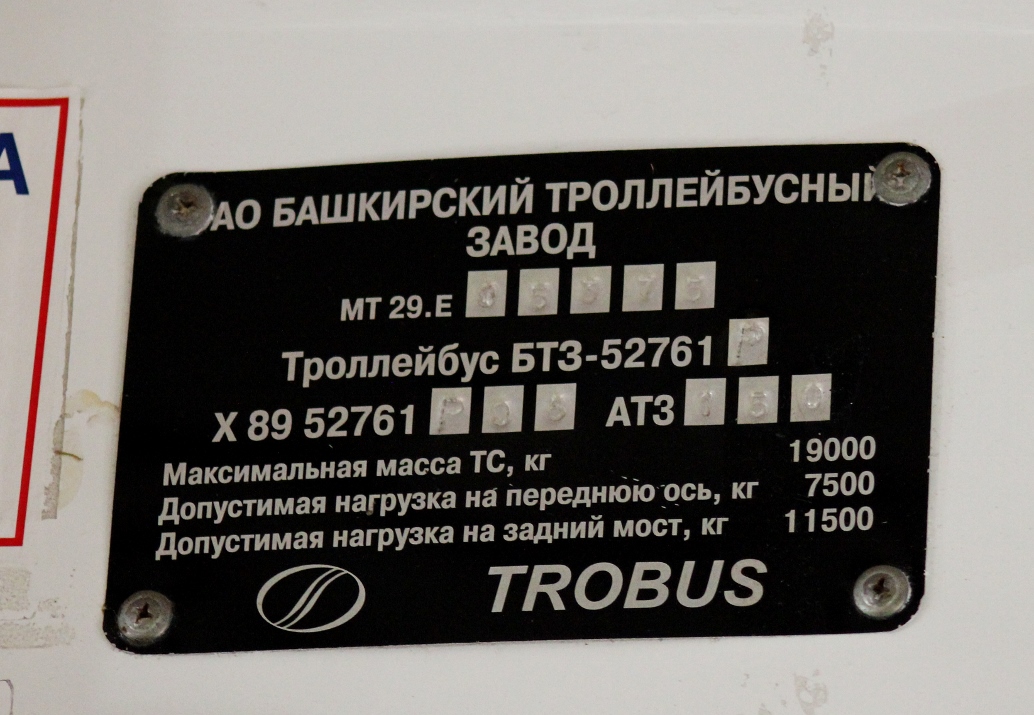 А
АО БАШКИРСКИЙ ТРОЛЛЕЙБУСНЫЙ
ЗАВОД
МТ 29.Е 05375
Троллейбус БТЗ-52761 Р
Х 89 52761 АТЗ
Максимальная масса ТС, кг 19000
Допустимая нагрузка на переднюю ось, кг 7500
Допустимая нагрузка на задний мост, кг 11500
TROBUS